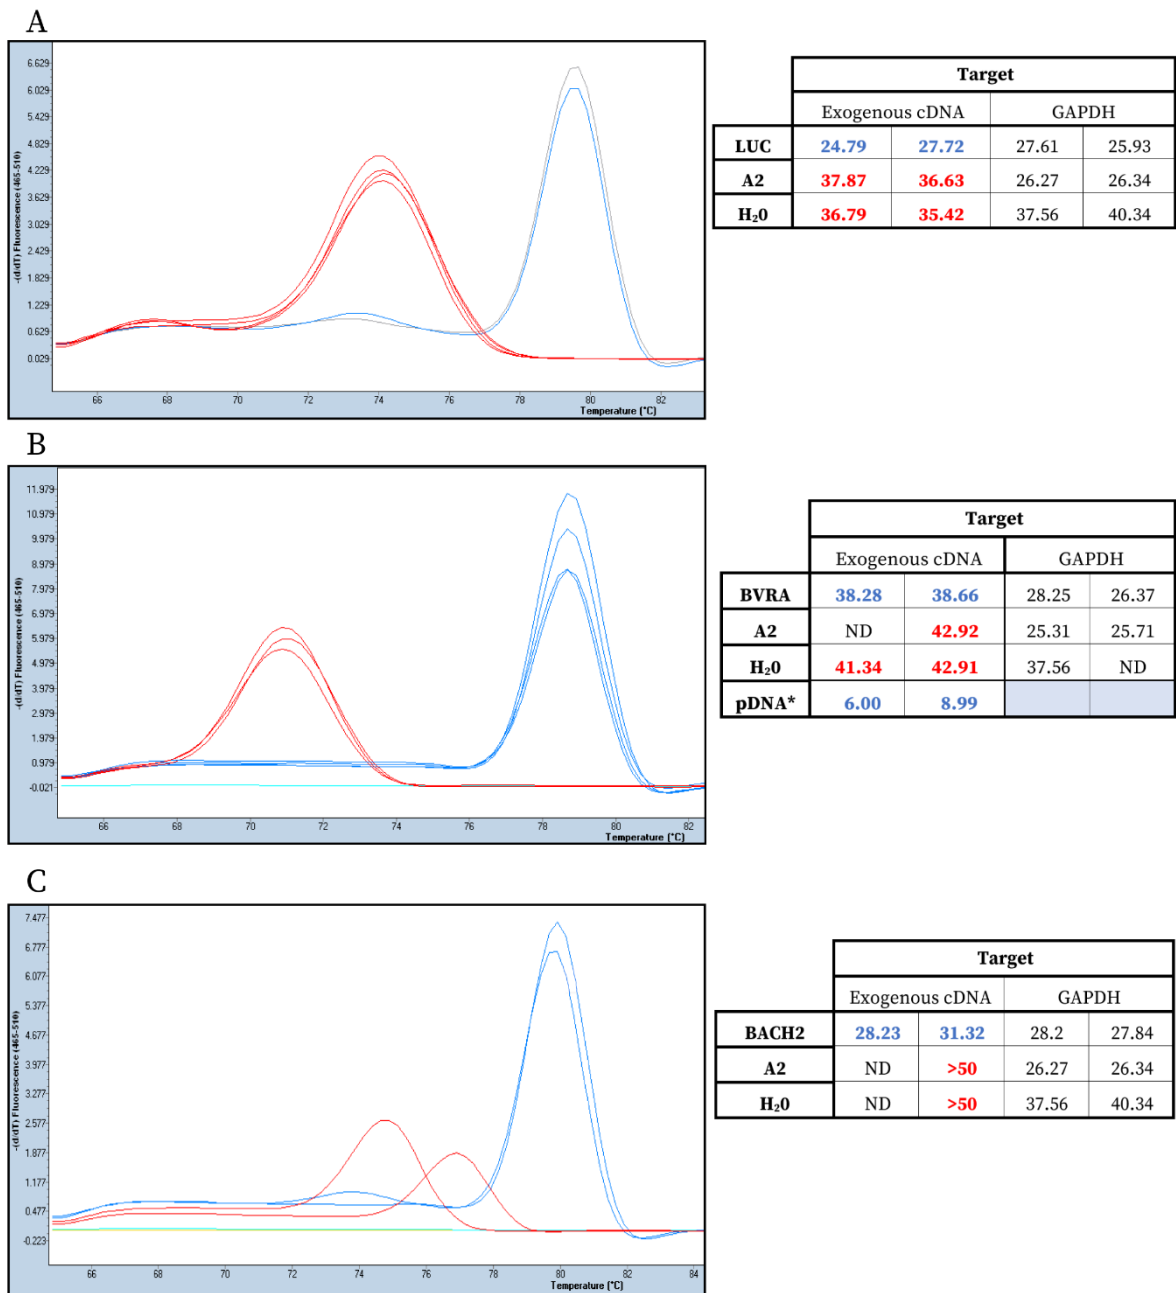 A
-(d/dT) Fluorescence (465-510)
6.629
6.029
5.429
4.829
4.229
3.629
3.029
2.429
1.829
1.229
0.629
0.029
66 68 70 72 74 76 78 80 82
Temperature (°C)
Target
Exogenous cDNA GAPDH
LUC 24.79 27.72 27.61 25.93
A2 37.87 36.63 26.27 26.34
H₂0 36.79 35.42 37.56 40.34
B
-(d/dT) Fluorescence (465-510)
11.979
10.979
9.979
8.979
7.979
6.979
5.979
4.979
3.979
2.979
1.979
0.979
-0.021
66 68 70 72 74 76 78 80 82
Temperature (°C)
Target
Exogenous cDNA GAPDH
BVRA 38.28 38.66 28.25 26.37
A2 ND 42.92 25.31 25.71
H₂0 41.34 42.91 37.56 ND
pDNA* 6.00 8.99
C
-(d/dT) Fluorescence (465-510)
7.477
6.777
6.077
5.377
4.677
3.977
3.277
2.577
1.877
1.177
0.477
-0.223
66 68 70 72 74 76 78 80 82 84
Temperature (°C)
Target
Exogenous cDNA GAPDH
BACH2 28.23 31.32 28.2 27.84
A2 ND >50 26.27 26.34
H₂0 ND >50 37.56 40.34